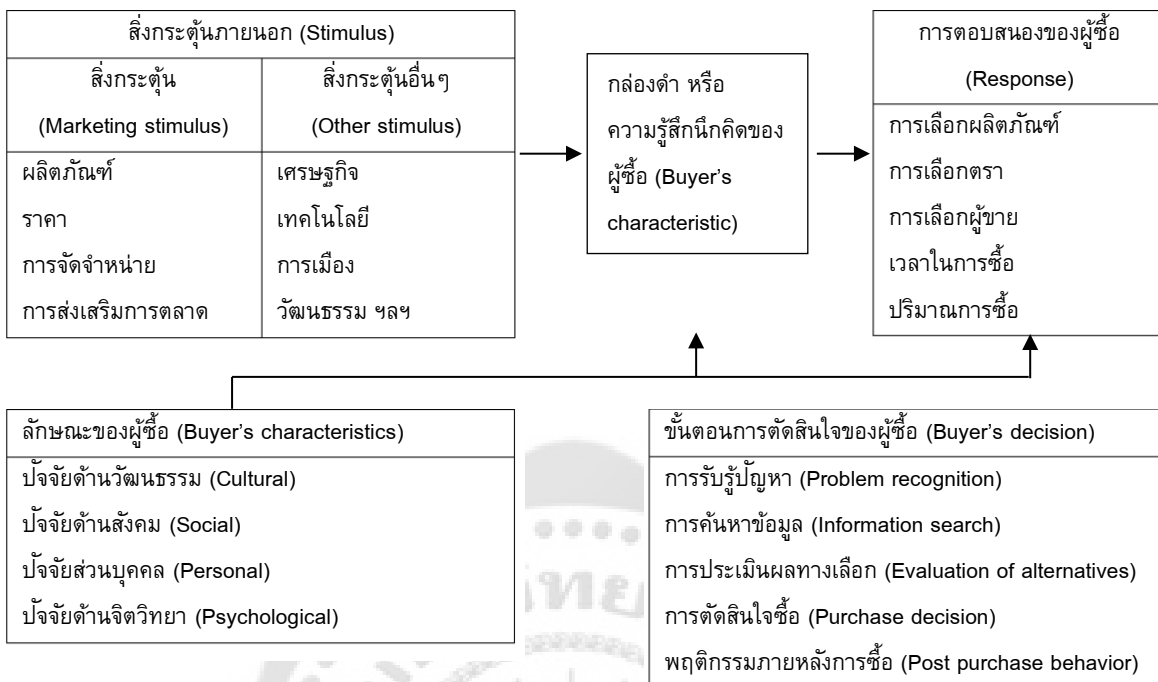 สิ่งกระตุ้นภายนอก (Stimulus)
สิ่งกระตุ้น
(Marketing stimulus)
สิ่งกระตุ้นอื่นๆ
(Other stimulus)
ผลิตภัณฑ์
ราคา
การจัดจำหน่าย
การส่งเสริมการตลาด
เศรษฐกิจ
เทคโนโลยี
การเมือง
วัฒนธรรม ฯลฯ
กล่องดำ หรือ
ความรู้สึกนึกคิดของ
ผู้ซื้อ (Buyer's
characteristic)
การตอบสนองของผู้ซื้อ
(Response)
การเลือกผลิตภัณฑ์
การเลือกตรา
การเลือกผู้ขาย
เวลาในการซื้อ
ปริมาณการซื้อ
ลักษณะของผู้ซื้อ (Buyer's characteristics)
ปัจจัยด้านวัฒนธรรม (Cultural)
ปัจจัยด้านสังคม (Social)
ปัจจัยส่วนบุคคล (Personal)
ปัจจัยด้านจิตวิทยา (Psychological)
ขั้นตอนการตัดสินใจของผู้ซื้อ (Buyer's decision)
การรับรู้ปัญหา (Problem recognition)
การค้นหาข้อมูล (Information search)
การประเมินผลทางเลือก (Evaluation of alternatives)
การตัดสินใจซื้อ (Purchase decision)
พฤติกรรมภายหลังการซื้อ (Post purchase behavior)